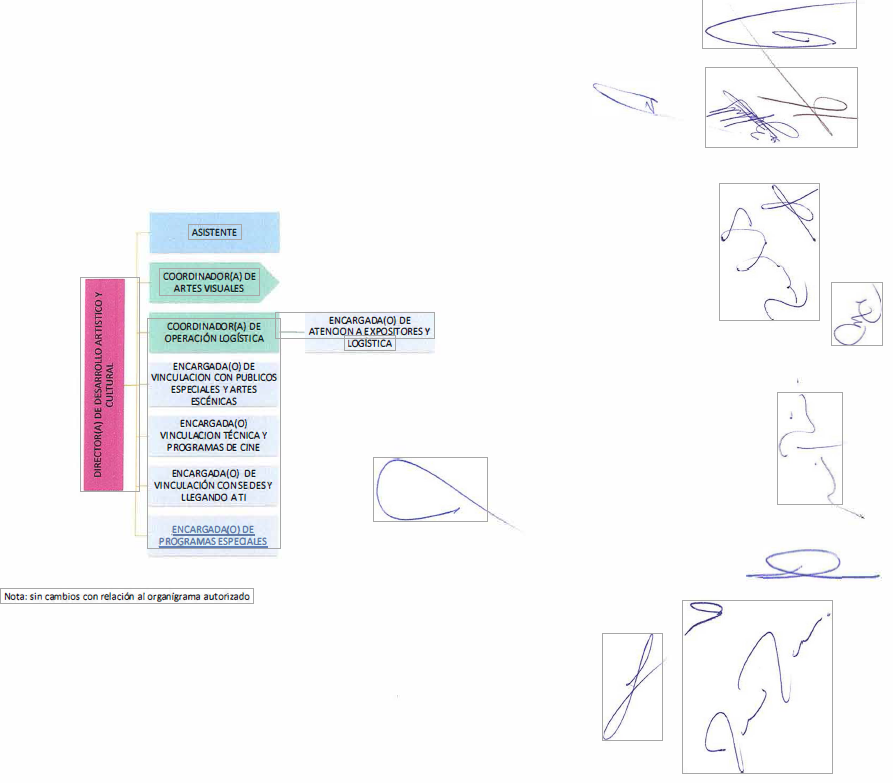 ASISTENTE
COORDINADOR(A) DE
ARTES VISUALES
DIRECTOR(A) DE DESARROLLO ARTISTICO Y
CULTURAL
COORDINADOR(A) DE
OPERACIÓN LOGÍSTICA
ENCARGADA(O) DE
ATENCION A EXPOSITORES Y
LOGÍSTICA
ENCARGADA(O) DE
VINCULACION CON PUBLICOS
ESPECIALES Y ARTES
ESCÉNICAS
ENCARGADA(O)
VINCULACION TÉCNICA Y
PROGRAMAS DE CINE
ENCARGADA(O) DE
VINCULACIÓN CON SEDES Y
LLEGANDO A TI
ENCARGADA(O) DE
PROGRAMAS ESPECIALES
Nota: sin cambios con relación al organigrama autorizado